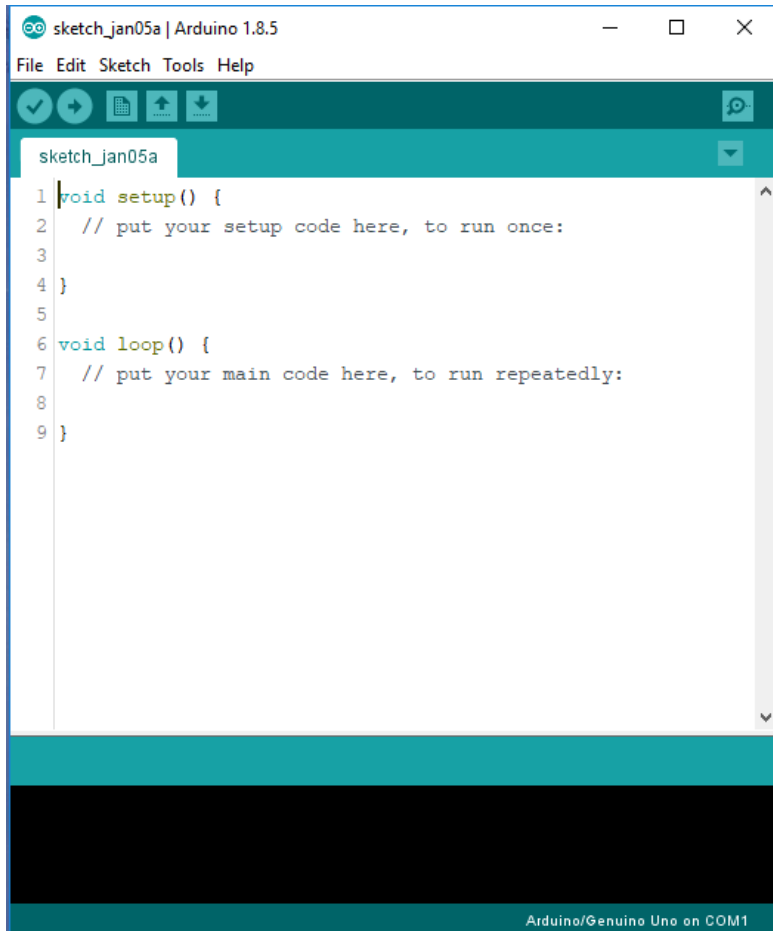 sketch_jan05a | Arduino 1.8.5
File Edit Sketch Tools Help
sketch_jan05a
1 void setup() {
2   // put your setup code here, to run once:
3
4 }
5
6 void loop() {
7   // put your main code here, to run repeatedly:
8
9 }
Arduino/Genuino Uno on COM1